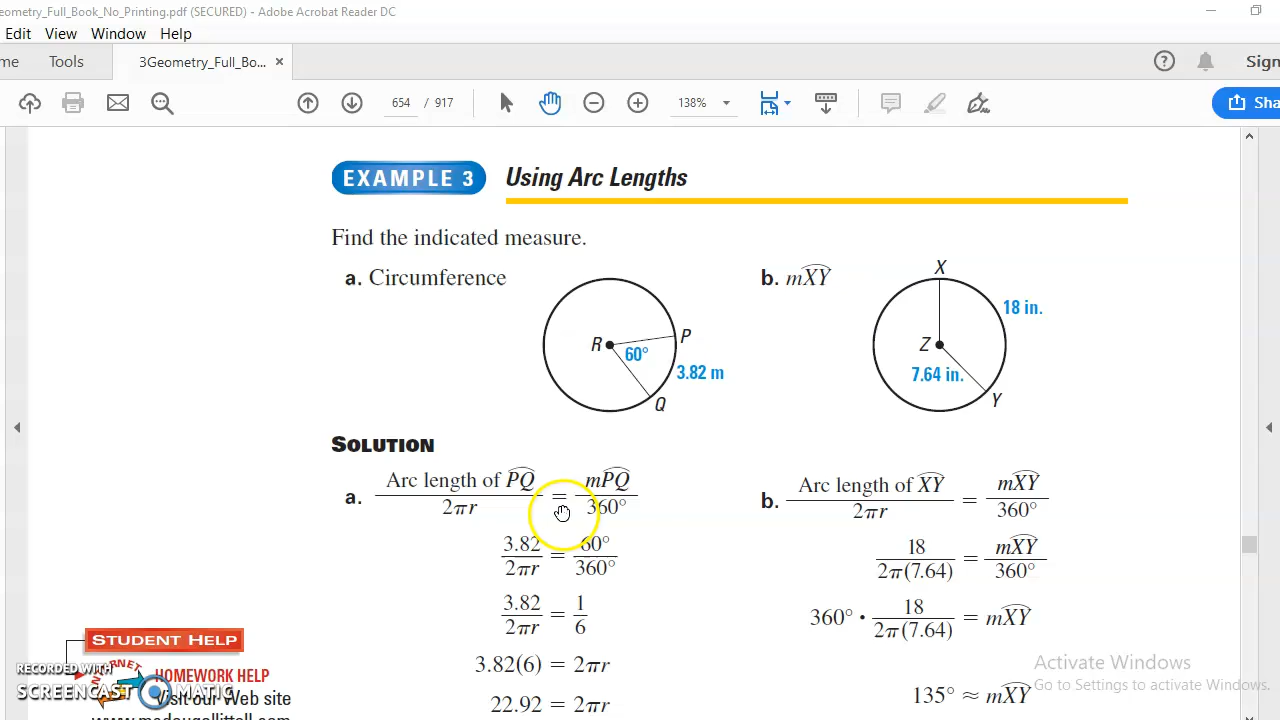 eometry_Full_Book_No_Printing.pdf (SECURED) - Adobe Acrobat Reader DC
Edit View Window Help
me Tools 3Geometry_Full_Bo... × Sign
654 / 917 138% Sha
EXAMPLE 3 Using Arc Lengths
Find the indicated measure.
a. Circumference
R 60° P 3.82 m Q
b. mXY
X 18 in. Z 7.64 in. Y
SOLUTION
a. Arc length of PQ / 2πr = mPQ / 360°
3.82 / 2πr = 60° / 360°
3.82 / 2πr = 1 / 6
3.82(6) = 2πr
22.92 = 2πr
b. Arc length of XY / 2πr = mXY / 360°
18 / 2π(7.64) = mXY / 360°
360° • 18 / 2π(7.64) = mXY
135° ≈ mXY
STUDENT HELP
HOMEWORK HELP
Visit our Web site
www.mcdougallittell.com
RECORDED WITH
SCREENCAST MATIC
Activate Windows
Go to Settings to activate Windows.